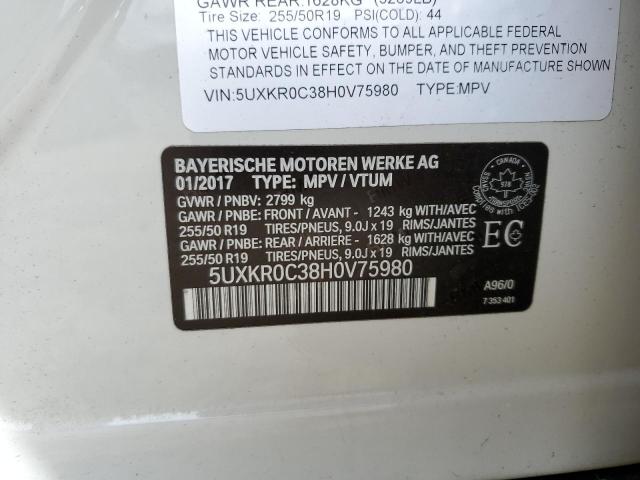 GAWR REAR:1628KG (3289LB)
Tire Size: 255/50R19 PSI(COLD): 44
THIS VEHICLE CONFORMS TO ALL APPLICABLE FEDERAL
MOTOR VEHICLE SAFETY, BUMPER, AND THEFT PREVENTION
STANDARDS IN EFFECT ON THE DATE OF MANUFACTURE SHOWN
VIN:5UXKR0C38H0V75980 TYPE:MPV
BAYERISCHE MOTOREN WERKE AG
01/2017 TYPE: MPV / VTUM
GVWR / PNBV: 2799 kg
GAWR / PNBE: FRONT / AVANT - 1243 kg WITH/AVEC
255/50 R19 TIRES/PNEUS, 9.0J x 19 RIMS/JANTES
GAWR / PNBE: REAR / ARRIERE - 1628 kg WITH/AVEC
255/50 R19 TIRES/PNEUS, 9.0J x 19 RIMS/JANTES
5UXKR0C38H0V75980
CANADA
978
TRANSPORT
EC
A96/0
7 353 401